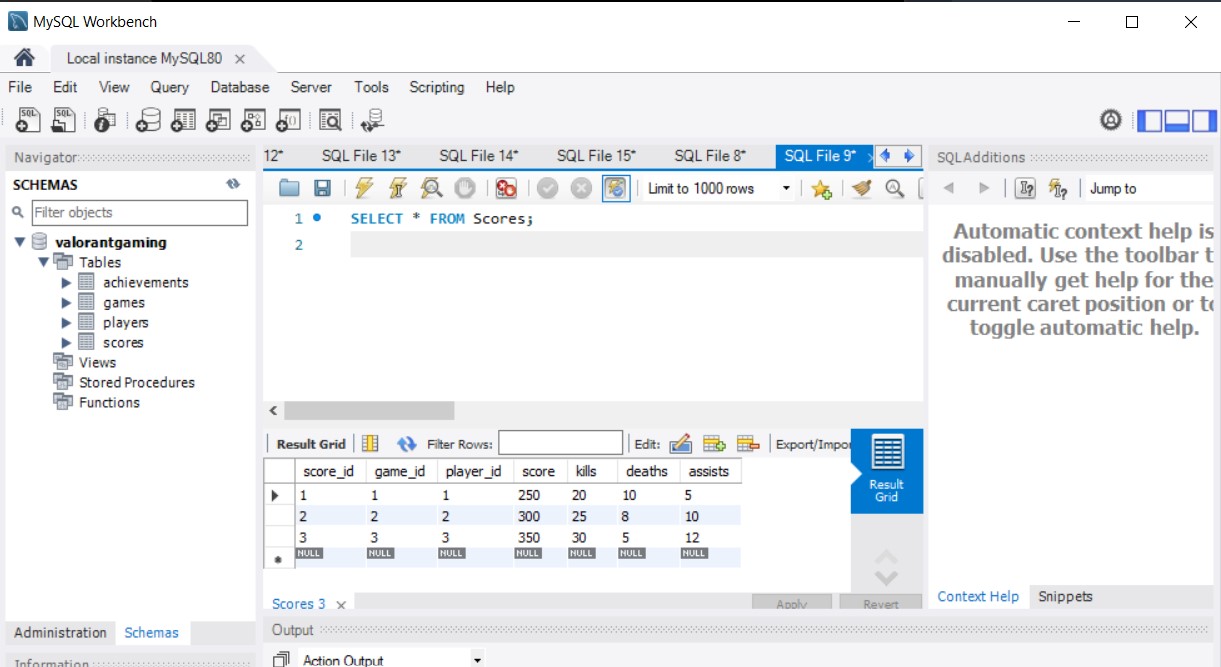 MySQL Workbench
Local instance MySQL80
File Edit View Query Database Server Tools Scripting Help
Navigator
SCHEMAS
Filter objects
valorantgaming
Tables
achievements
games
players
scores
Views
Stored Procedures
Functions
Administration Schemas
Information
12* SQL File 13* SQL File 14* SQL File 15* SQL File 8* SQL File 9*
Limit to 1000 rows
1 SELECT * FROM Scores;
2
Result Grid Filter Rows: Edit: Export/Impor
score_id game_id player_id score kills deaths assists
1 1 1 250 20 10 5
2 2 2 300 25 8 10
3 3 3 350 30 5 12
NULL NULL NULL NULL NULL NULL NULL
Result
Grid
Scores 3 Apply Revert
Output
Action Output
SQLAdditions
Jump to
Automatic context help is
disabled. Use the toolbar t
manually get help for the
current caret position or to
toggle automatic help.
Context Help Snippets